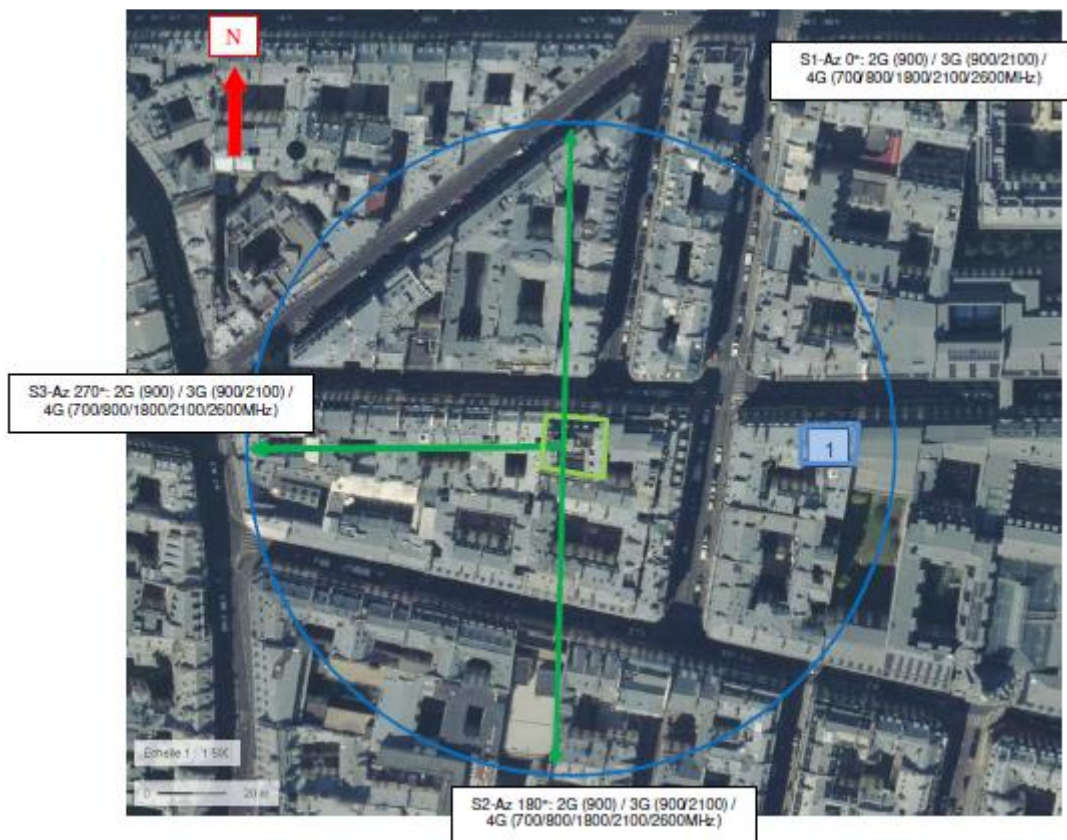 N
S1-Az 0°: 2G (900) / 3G (900/2100) /
4G (700/800/1800/2100/2600MHz)
S3-Az 270°: 2G (900) / 3G (900/2100) /
4G (700/800/1800/2100/2600MHz)
1
Echelle 1 : 1 500
0 20 m
S2-Az 180°: 2G (900) / 3G (900/2100) /
4G (700/800/1800/2100/2600MHz)